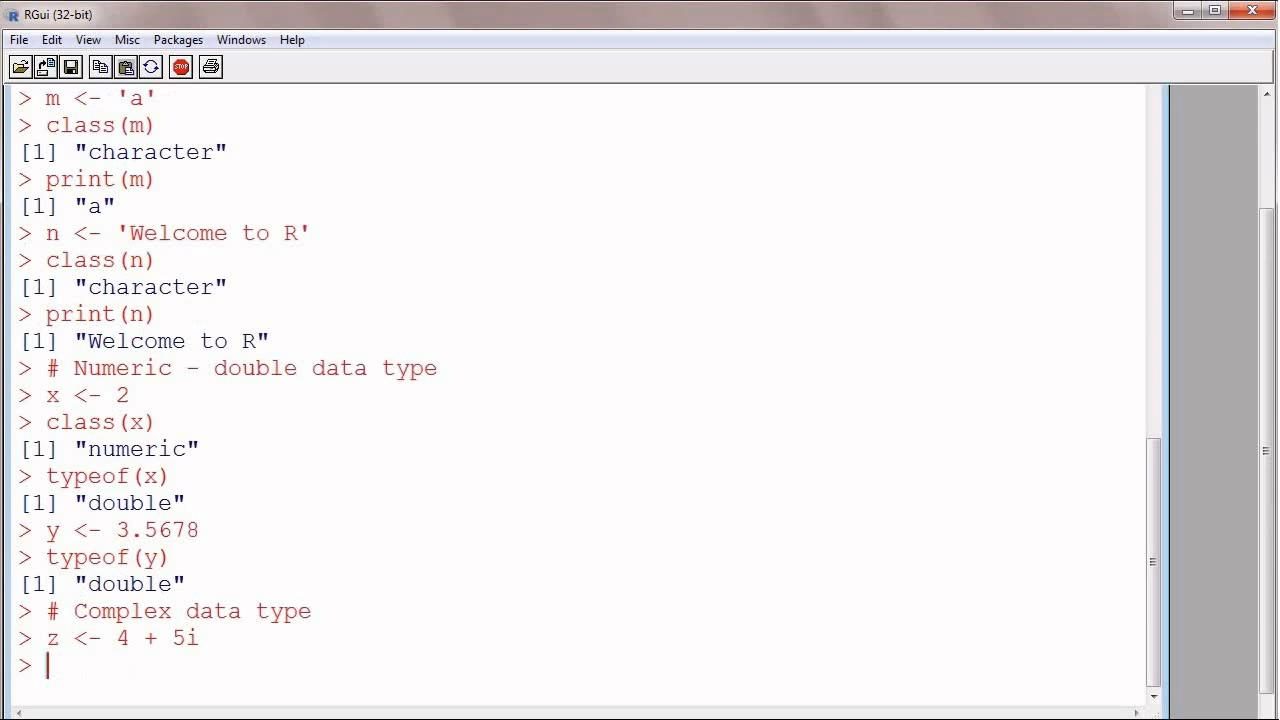 RGui (32-bit)
File Edit View Misc Packages Windows Help
STOP
> m <- 'a'
> class(m)
[1] "character"
> print(m)
[1] "a"
> n <- 'Welcome to R'
> class(n)
[1] "character"
> print(n)
[1] "Welcome to R"
> # Numeric - double data type
> x <- 2
> class(x)
[1] "numeric"
> typeof(x)
[1] "double"
> y <- 3.5678
> typeof(y)
[1] "double"
> # Complex data type
> z <- 4 + 5i
>